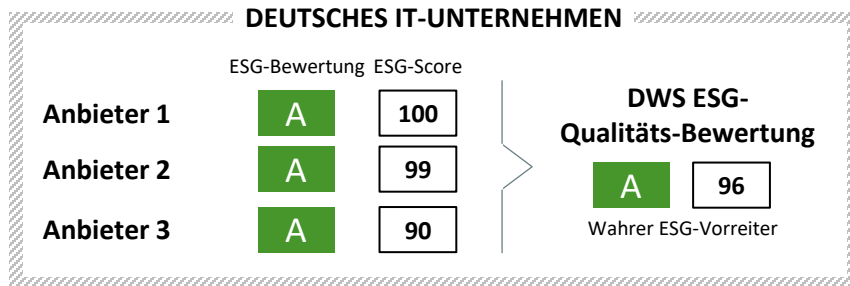 DEUTSCHES IT-UNTERNEHMEN
ESG-Bewertung ESG-Score
Anbieter 1 A 100
Anbieter 2 A 99
Anbieter 3 A 90
DWS ESG-
Qualitäts-Bewertung
A 96
Wahrer ESG-Vorreiter